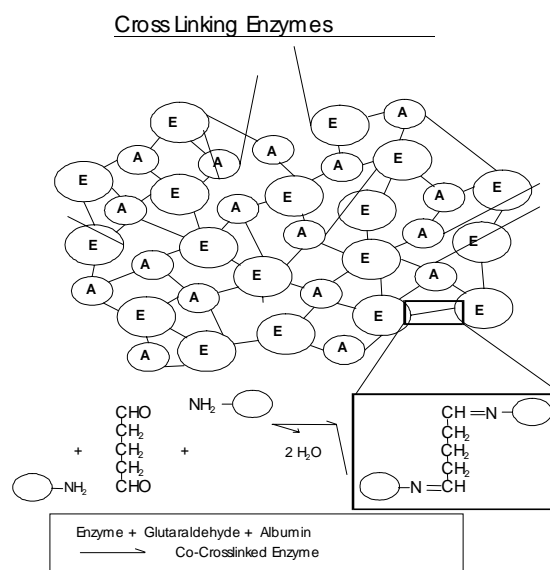 Cross Linking Enzymes
E E A
A A A A E
E E E A E
A A E
E E A A E
A E E A
A A A
E E E E
A E A
NH2
CHO
CH2
CH2
CH2
CHO
+ +
2 H2O
NH2
CH=N
CH2
CH2
CH2
N=CH
Enzyme + Glutaraldehyde + Albumin
Co-Crosslinked Enzyme